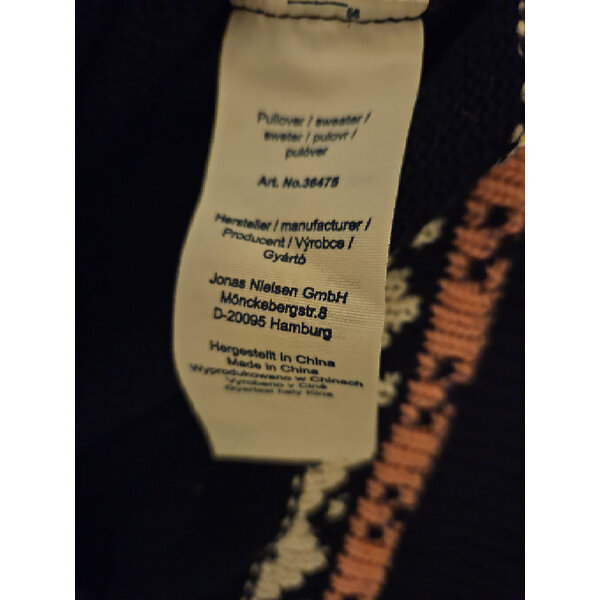 56
Pullover / sweater /
sweter / pulovr /
pulóver
Art. No.36475
Hersteller / manufacturer /
Producent / Výrobce /
Gyártó
Jonas Nielsen GmbH
Mönckebergstr.8
D-20095 Hamburg
Hergestellt in China
Made in China
Wyprodukowano w Chinach
Vyrobeno v Číně